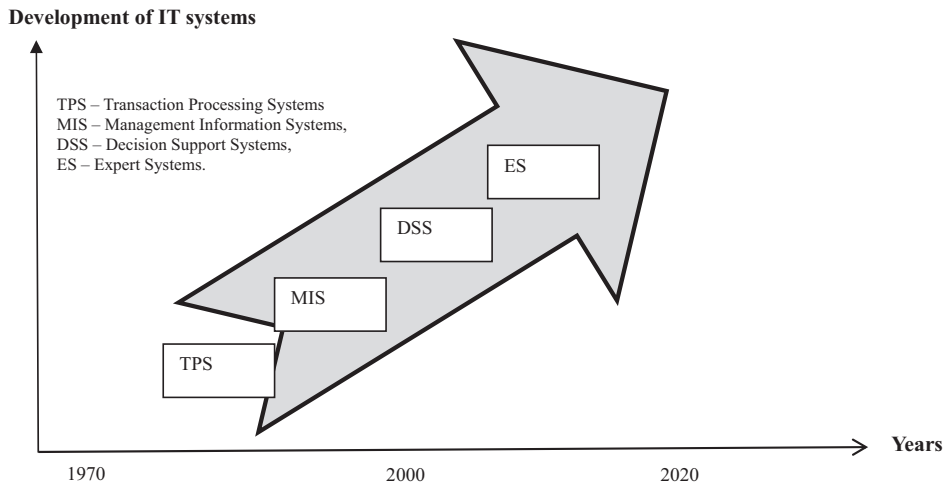 Development of IT systems
TPS – Transaction Processing Systems
MIS – Management Information Systems,
DSS – Decision Support Systems,
ES – Expert Systems.
ES
DSS
MIS
TPS
Years
1970
2000
2020